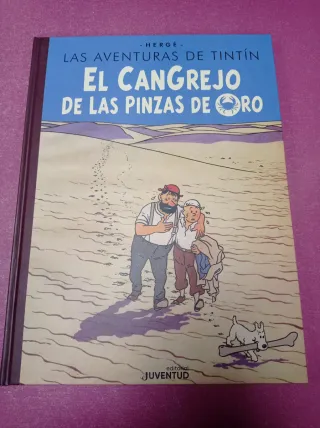 -HERGÉ-
LAS AVENTURAS DE TINTÍN
EL CANGREJO
DE LAS PINZAS DE ORO
editorial
JUVENTUD